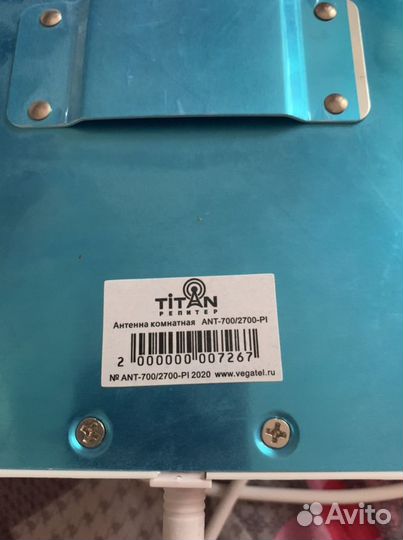 TiTAN
РЕПИТЕР
Антенна комнатная ANT-700/2700-PI
2 000000 007267
№ ANT-700/2700-PI 2020 www.vegatel.ru
Avito